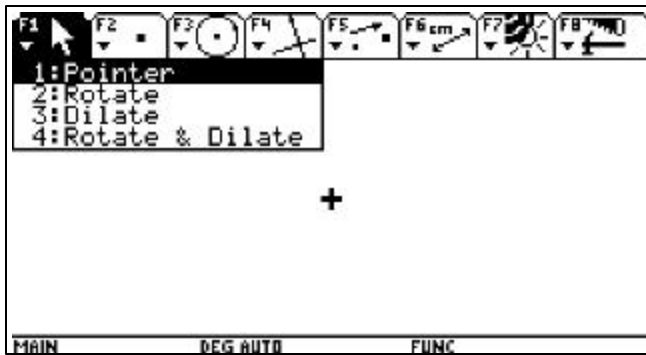 F1 F2 F3 F4 F5 F6 cm F7 F8
1:Pointer
2:Rotate
3:Dilate
4:Rotate & Dilate
MAIN DEG AUTO FUNC